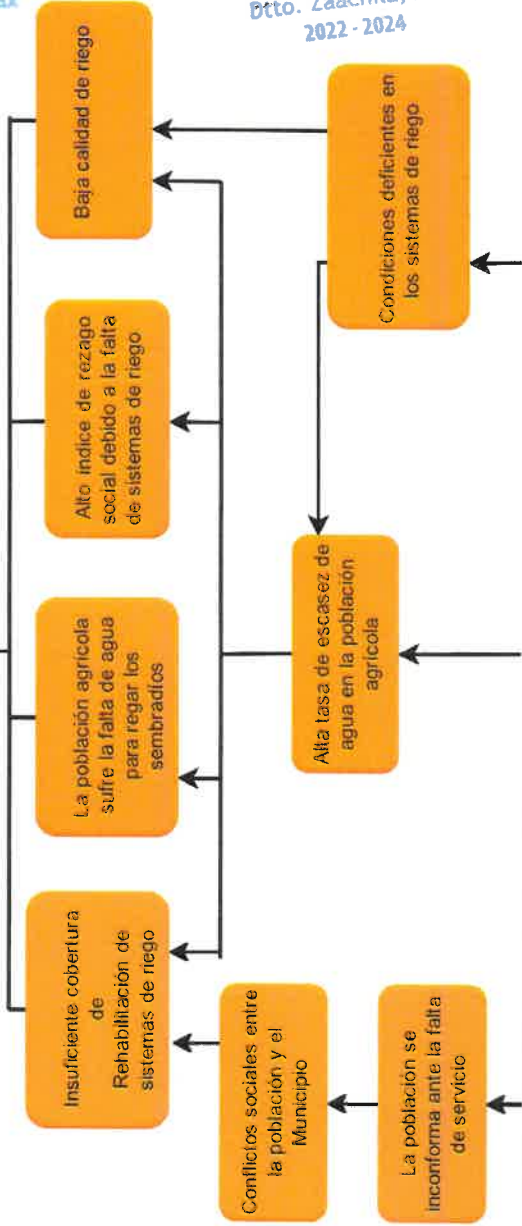 Dtto.
2022 - 2024
Insuficiente cobertura
de
Rehabilitación de
sistemas de riego
La población agrícola
sufre la falta de agua
para regar los
sembradíos
Alto índice de rezago
social debido a la falta
de sistemas de riego
Baja calidad de riego
Conflictos sociales entre
la población y el
Municipio
Alta tasa de escasez de
agua en la población
agrícola
Condiciones deficientes en
los sistemas de riego
La población se
inconforma ante la falta
de servicio